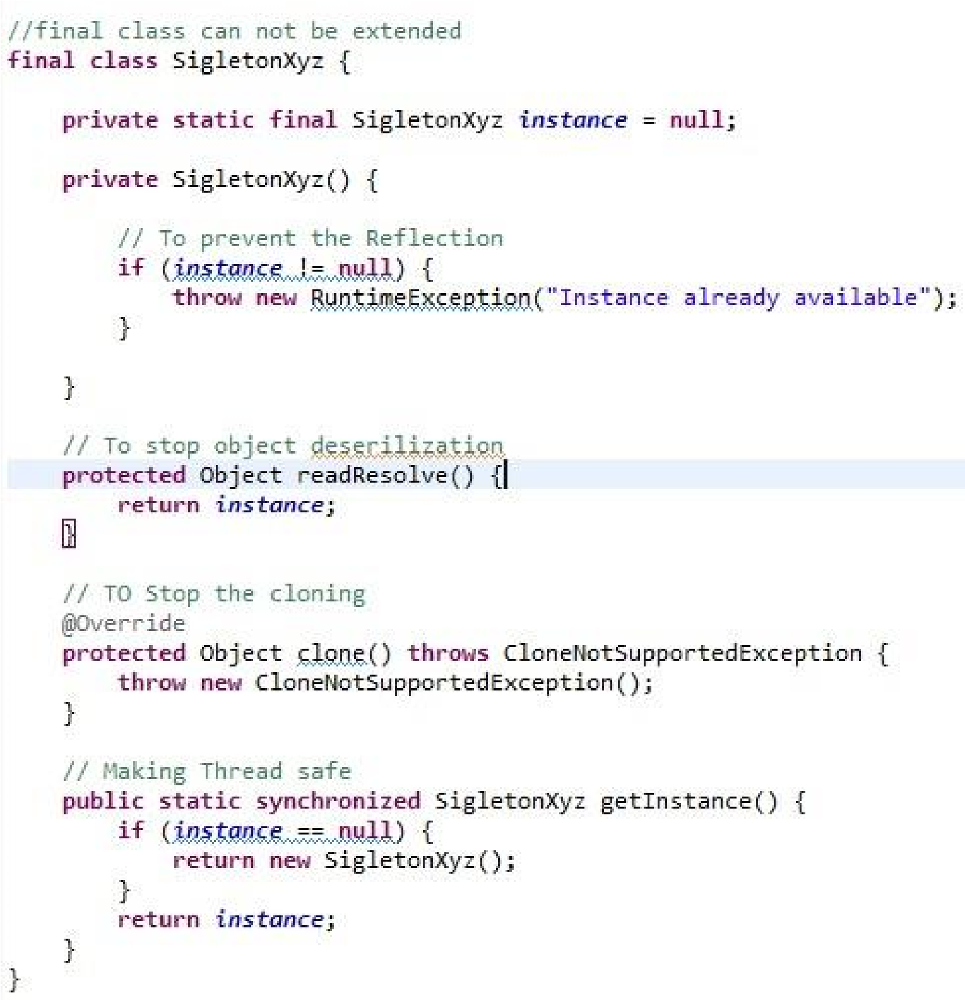 //final class can not be extended
final class SigletonXyz {
private static final SigletonXyz instance = null;
private SigletonXyz() {
// To prevent the Reflection
if (instance != null) {
throw new RuntimeException("Instance already available");
}
}
// To stop object deserilization
protected Object readResolve() {
return instance;
}
// TO Stop the cloning
@Override
protected Object clone() throws CloneNotSupportedException {
throw new CloneNotSupportedException();
}
// Making Thread safe
public static synchronized SigletonXyz getInstance() {
if (instance == null) {
return new SigletonXyz();
}
return instance;
}
}